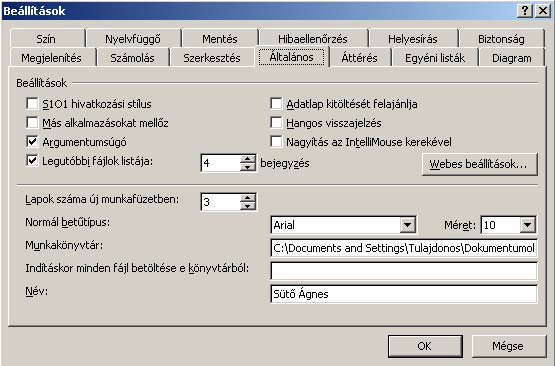 Beállítások
Szín Nyelvfüggő Mentés Hibaellenőrzés Helyesírás Biztonság
Megjelenítés Számolás Szerkesztés Általános Áttérés Egyéni listák Diagram
Beállítások
S1O1 hivatkozási stílus Adatlap kitöltését felajánlja
Más alkalmazásokat mellőz Hangos visszajelzés
Argumentumsúgó Nagyítás az IntelliMouse kerekével
Legutóbbi fájlok listája: 4 bejegyzés Webes beállítások...
Lapok száma új munkafüzetben: 3
Normál betűtípus: Arial Méret: 10
Munkakönyvtár: C:\Documents and Settings\Tulajdonos\Dokumentumol
Indításkor minden fájl betöltése e könyvtárból:
Név: Sütő Ágnes
OK Mégse